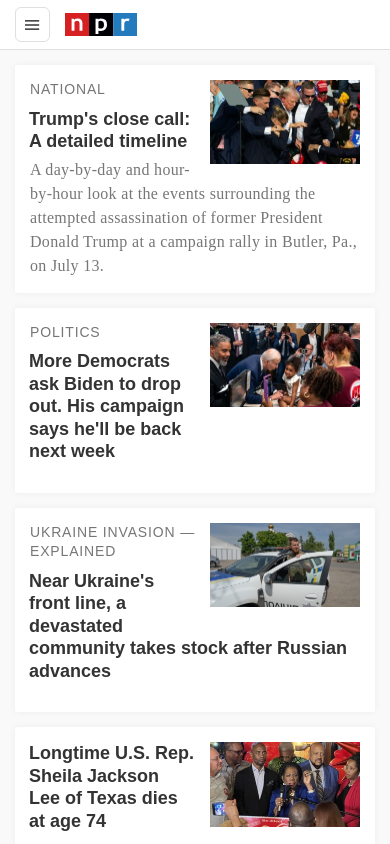 npr
NATIONAL
Trump's close call:
A detailed timeline
A day-by-day and hour-
by-hour look at the events surrounding the
attempted assassination of former President
Donald Trump at a campaign rally in Butler, Pa.,
on July 13.
POLITICS
More Democrats
ask Biden to drop
out. His campaign
says he'll be back
next week
UKRAINE INVASION —
EXPLAINED
Near Ukraine's
front line, a
devastated
community takes stock after Russian
advances
Longtime U.S. Rep.
Sheila Jackson
Lee of Texas dies
at age 74